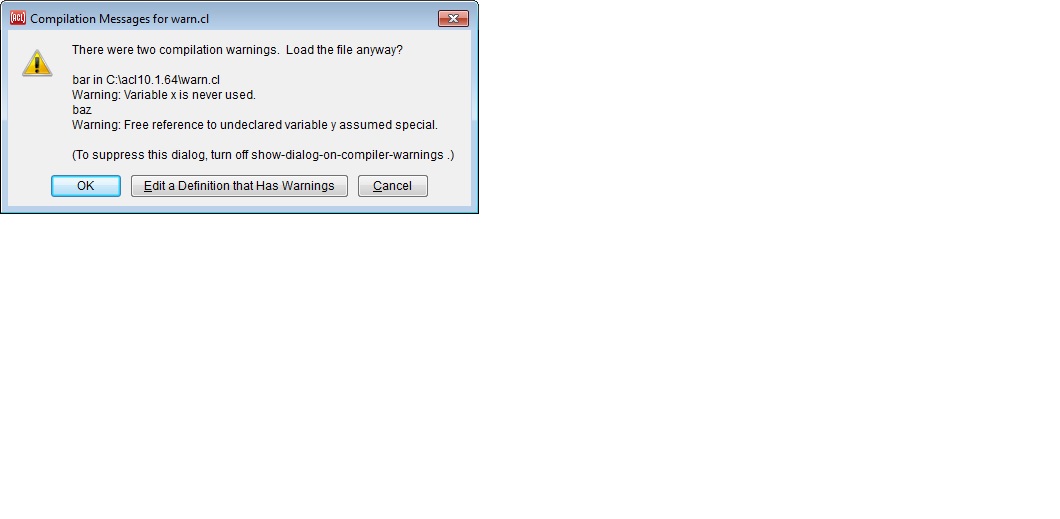 ACL Compilation Messages for warn.cl
There were two compilation warnings.  Load the file anyway?
bar in C:\acl10.1.64\warn.cl
Warning: Variable x is never used.
baz
Warning: Free reference to undeclared variable y assumed special.
(To suppress this dialog, turn off show-dialog-on-compiler-warnings .)
OK Edit a Definition that Has Warnings Cancel